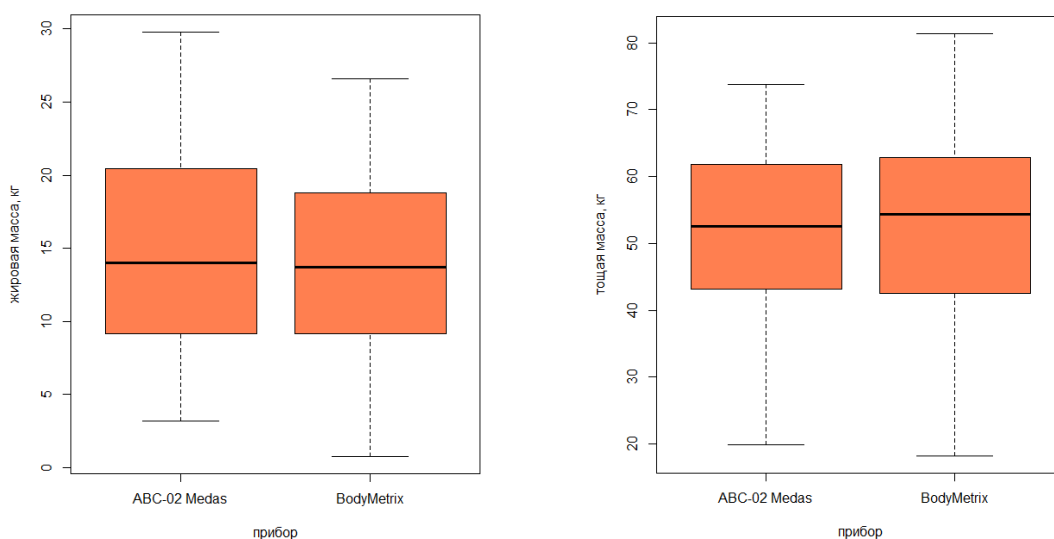 жировая масса, кг
30
25
20
15
10
5
0
ABC-02 Medas
BodyMetrix
прибор
тощая масса, кг
80
70
60
50
40
30
20
ABC-02 Medas
BodyMetrix
прибор